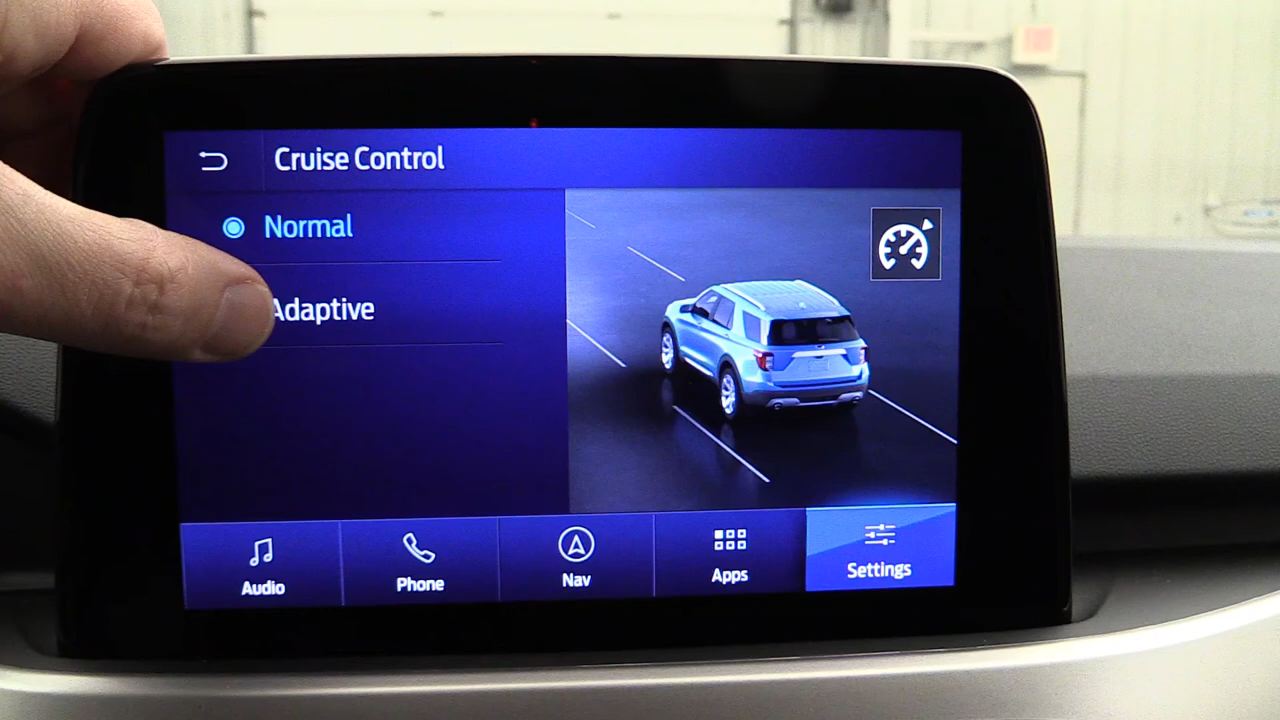 Cruise Control
Normal
Adaptive
Audio
Phone
Nav
Apps
Settings